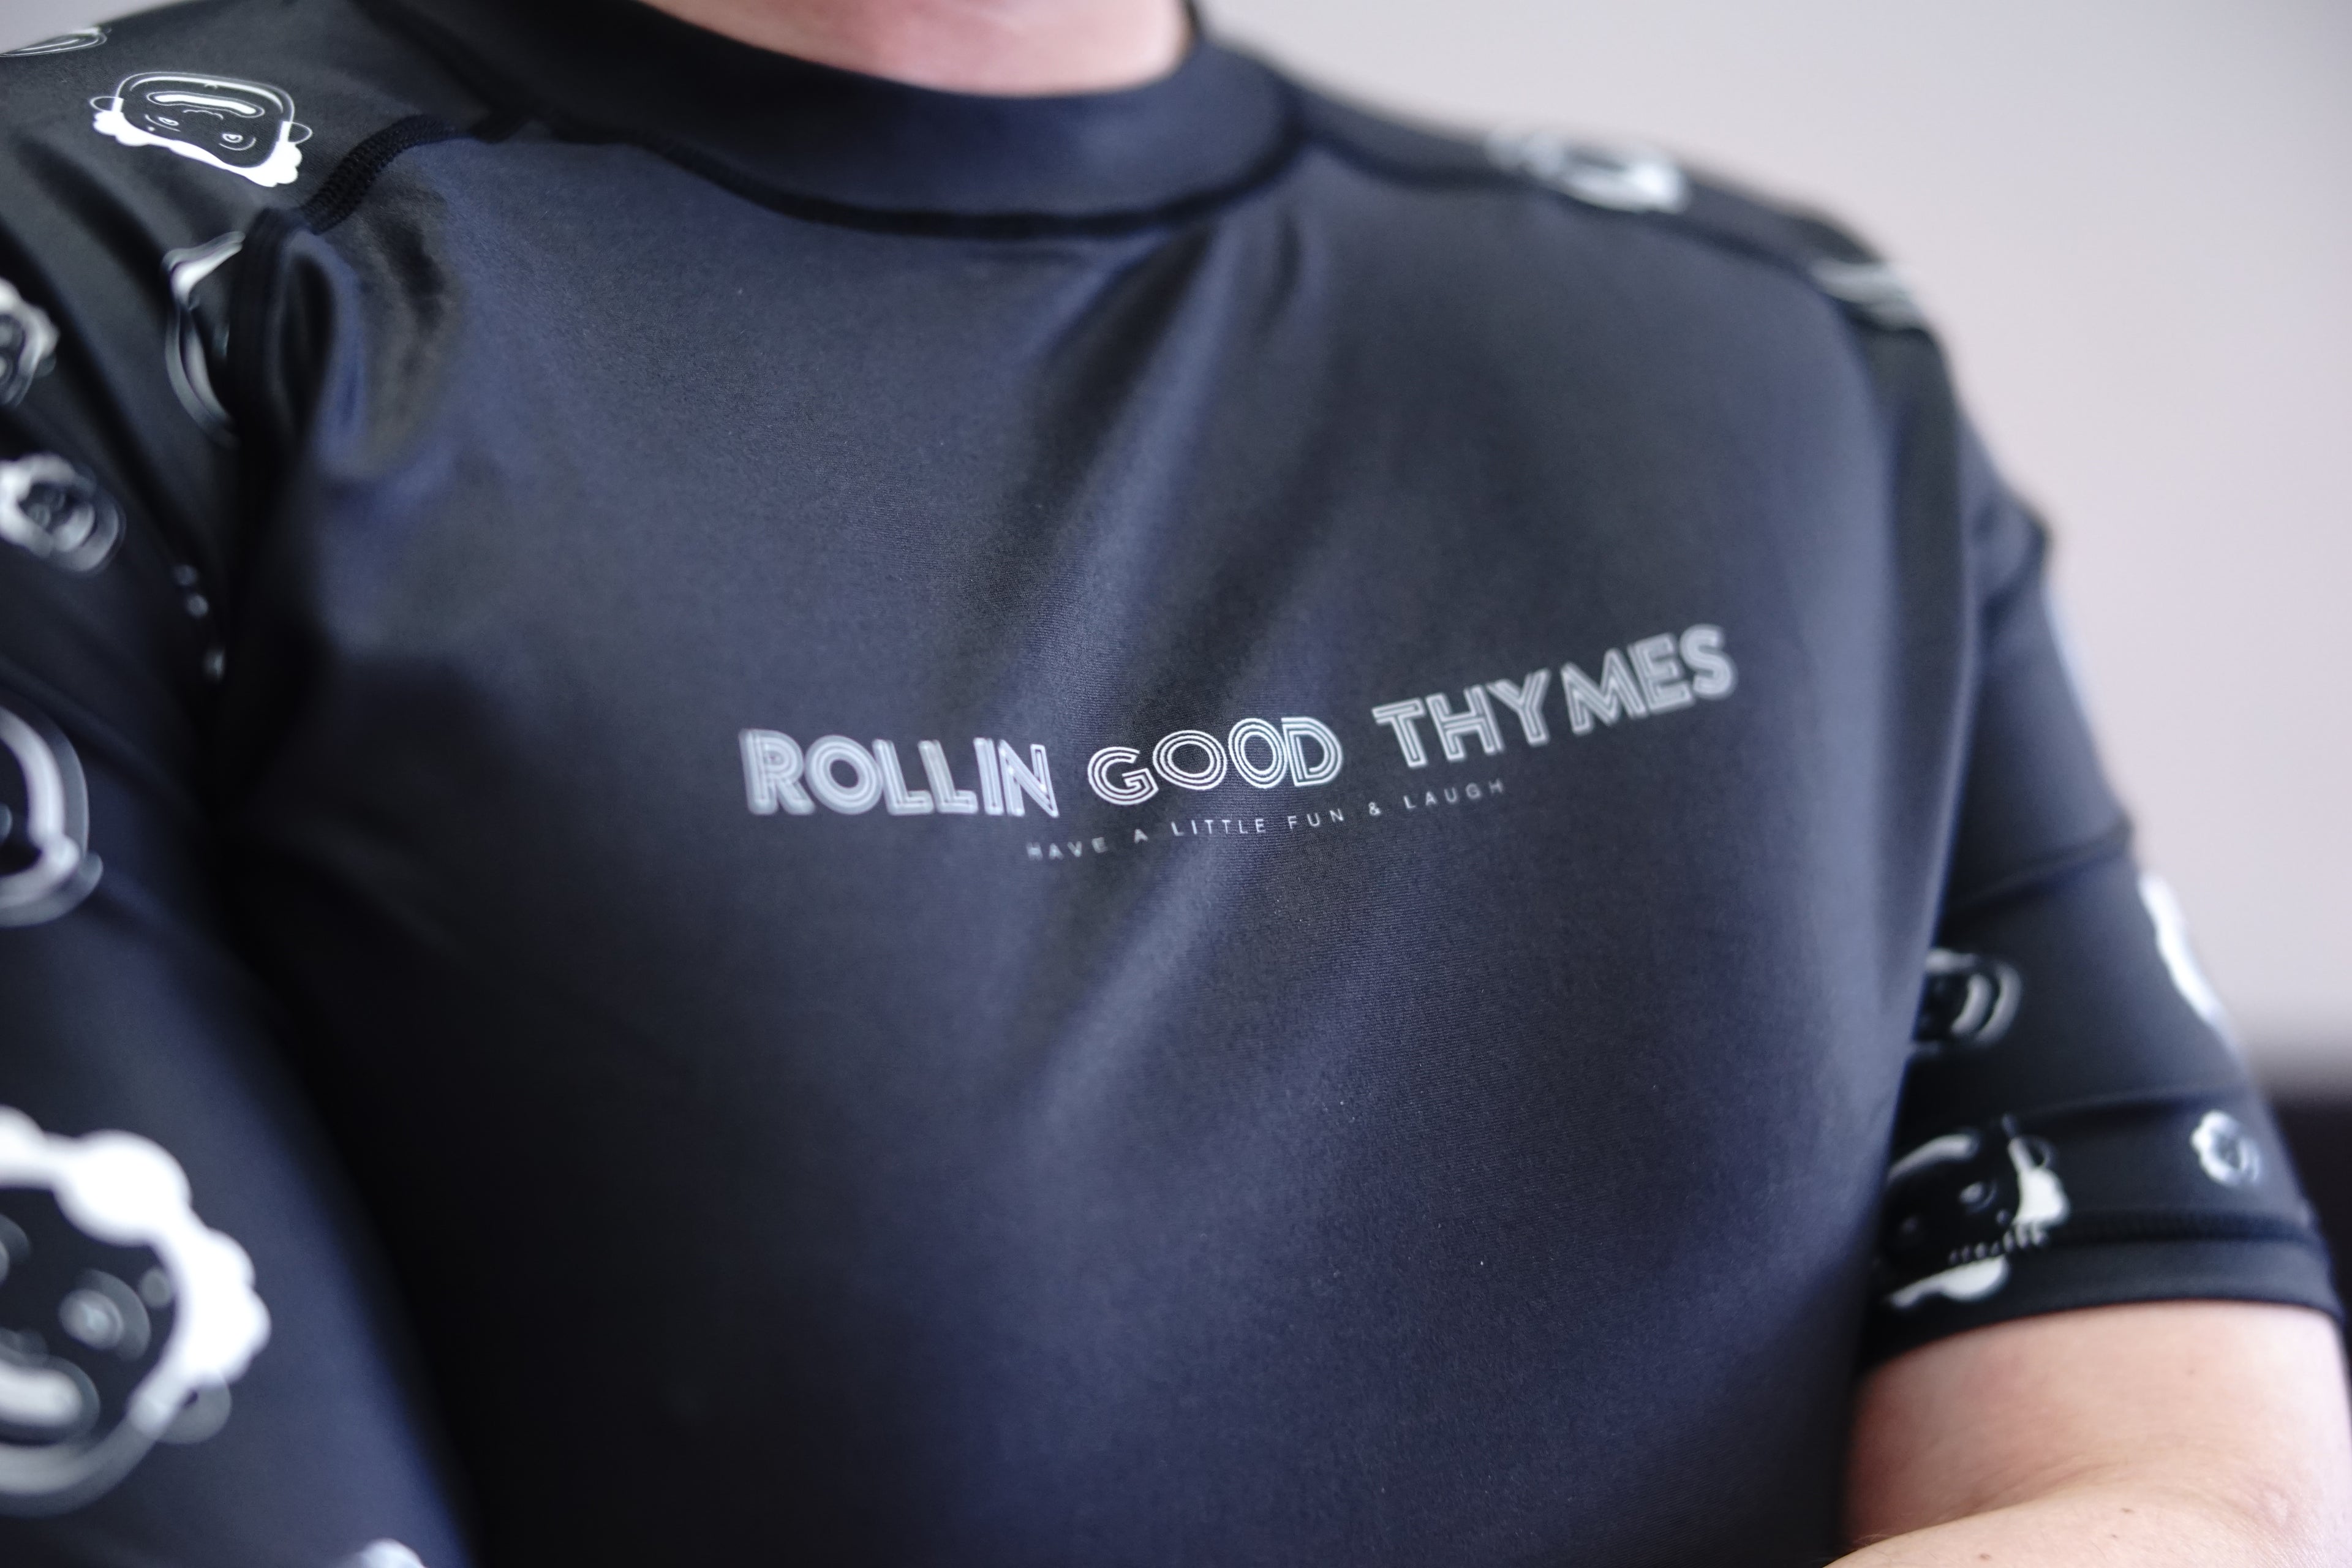 ROLLIN GOOD THYMES
HAVE A LITTLE FUN & LAUGH